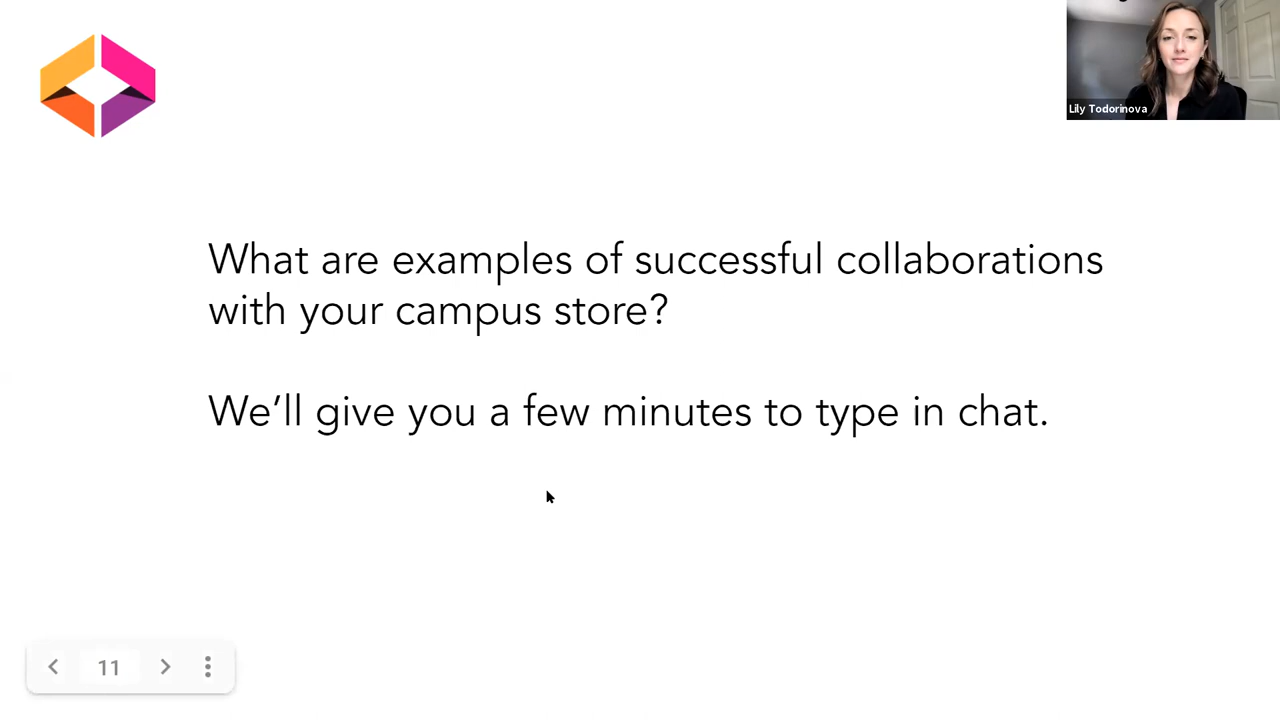 Lily Todorinova
What are examples of successful collaborations
with your campus store?
We’ll give you a few minutes to type in chat.
11